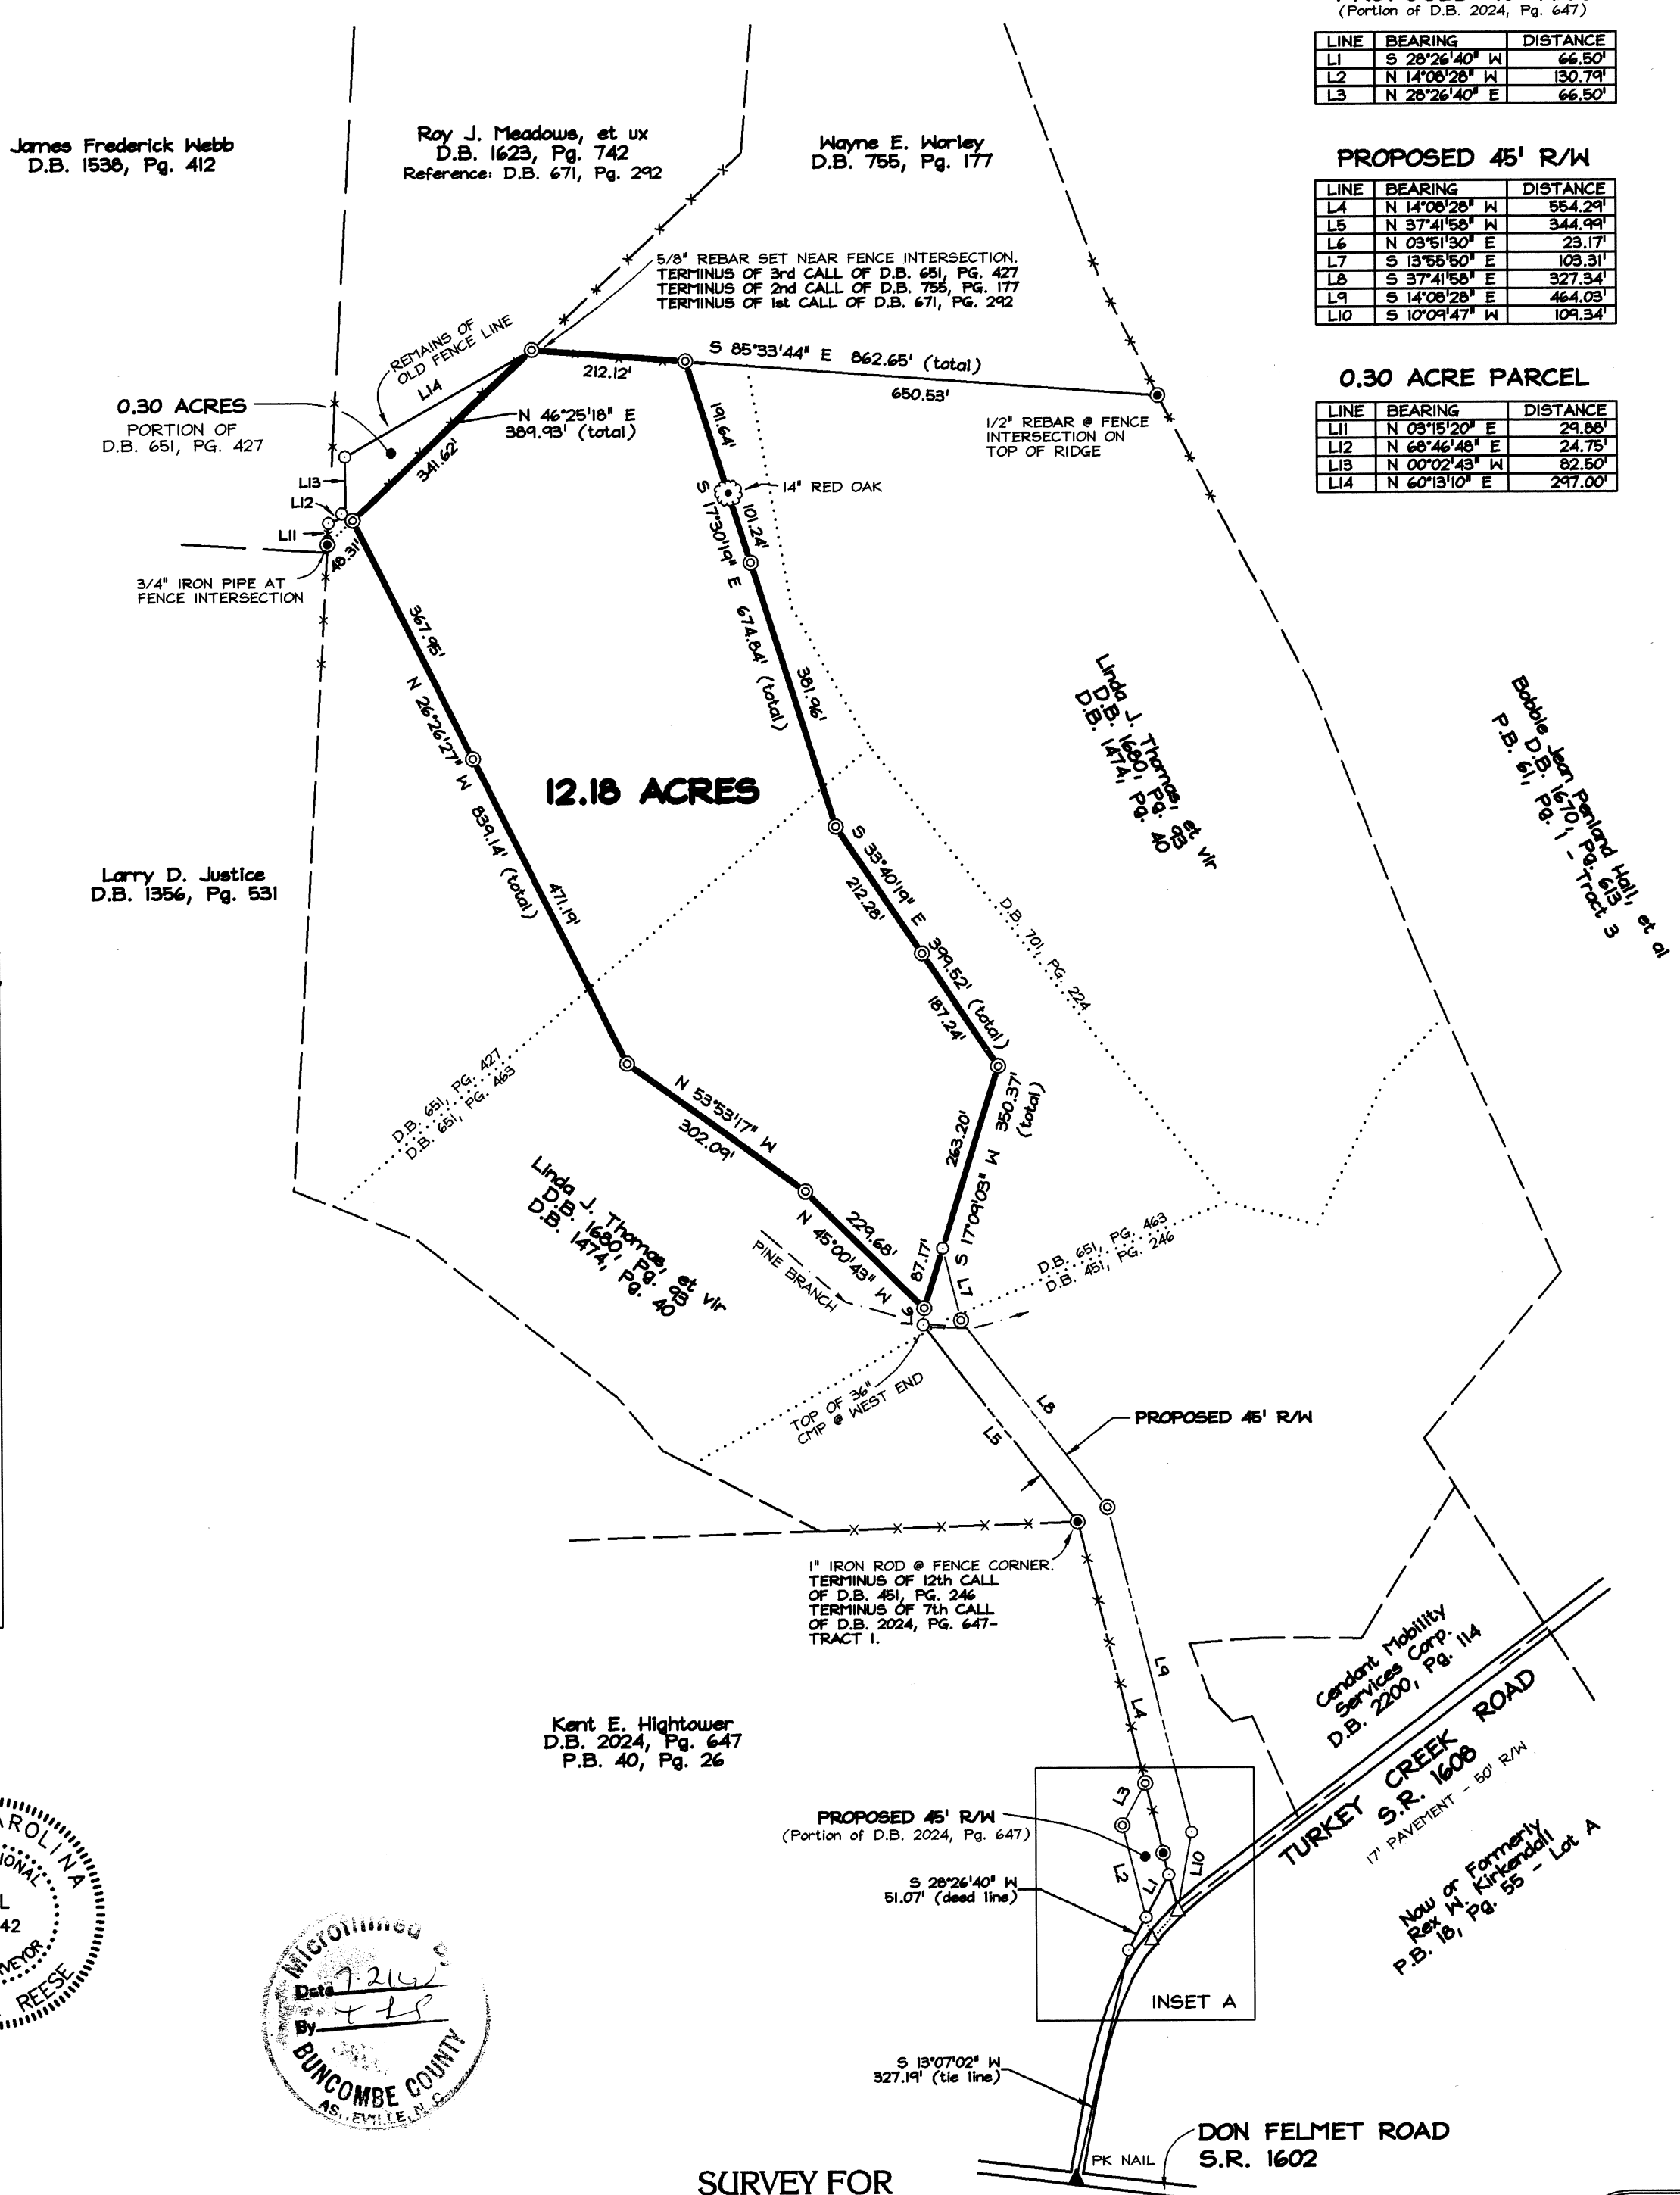 (Portion of D.B. 2024, Pg. 647)
LINE BEARING DISTANCE
L1 S 28°26'40" W 66.50'
L2 N 14°08'28" W 130.79'
L3 N 28°26'40" E 66.50'
PROPOSED 45' R/W
LINE BEARING DISTANCE
L4 N 14°08'28" W 554.29'
L5 N 37°41'58" W 344.99'
L6 N 03°51'30" E 23.17'
L7 S 13°55'50" E 103.31'
L8 S 37°41'58" E 327.34'
L9 S 14°08'28" E 464.03'
L10 S 10°09'47" W 109.34'
0.30 ACRE PARCEL
LINE BEARING DISTANCE
L11 N 03°15'20" E 29.88'
L12 N 68°46'48" E 24.75'
L13 N 00°02'43" W 82.50'
L14 N 60°13'10" E 297.00'
James Frederick Webb
D.B. 1538, Pg. 412
Roy J. Meadows, et ux
D.B. 1623, Pg. 742
Reference: D.B. 671, Pg. 292
Wayne E. Worley
D.B. 755, Pg. 177
5/8" REBAR SET NEAR FENCE INTERSECTION.
TERMINUS OF 3rd CALL OF D.B. 651, PG. 427
TERMINUS OF 2nd CALL OF D.B. 755, PG. 177
TERMINUS OF 1st CALL OF D.B. 671, PG. 292
REMAINS OF
OLD FENCE LINE
L14
S 85°33'44" E 862.65' (total)
212.12'
650.53'
0.30 ACRES
PORTION OF
D.B. 651, PG. 427
N 46°25'18" E
389.93' (total)
341.62'
1/2" REBAR @ FENCE
INTERSECTION ON
TOP OF RIDGE
191.64'
14" RED OAK
L13
L12
L11
48.31'
3/4" IRON PIPE AT
FENCE INTERSECTION
S 17°30'19" E 674.84' (total)
101.24'
381.96'
367.95'
N 26°26'27" W 839.14' (total)
471.19'
12.18 ACRES
Linda J. Thomas, et vir
D.B. 1680, Pg. 93
D.B. 1474, Pg. 40
Bobbie Jean Penland Hall, et al
D.B. 1670, Pg. 613
P.B. 61, Pg. 1 - Tract 3
Larry D. Justice
D.B. 1356, Pg. 531
S 33°40'19" E 399.52' (total)
212.28'
187.24'
D.B. 701, PG. 224
D.B. 651, PG. 427
D.B. 651, PG. 463
N 53°53'17" W
302.09'
S 17°09'03" W 350.37'
(total)
263.20'
87.17'
Linda J. Thomas, et vir
D.B. 1680, Pg. 93
D.B. 1474, Pg. 40
229.68'
N 45°00'43" W
PINE BRANCH
D.B. 651, PG. 463
D.B. 451, PG. 246
L7
L6
TOP OF 36"
CMP @ WEST END
L8
L5
PROPOSED 45' R/W
1" IRON ROD @ FENCE CORNER.
TERMINUS OF 12th CALL
OF D.B. 451, PG. 246
TERMINUS OF 7th CALL
OF D.B. 2024, PG. 647-
TRACT 1.
L9
L4
Cendant Mobility
Services Corp.
D.B. 2200, Pg. 114
Kent E. Hightower
D.B. 2024, Pg. 647
P.B. 40, Pg. 26
TURKEY CREEK ROAD
S.R. 1608
17' PAVEMENT - 50' R/W
PROPOSED 45' R/W
(Portion of D.B. 2024, Pg. 647)
L3
L2
L1
L10
S 28°26'40" W
51.07' (deed line)
Now or Formerly
Rex W. Kirkendall
P.B. 18, Pg. 55 - Lot A
INSET A
S 13°07'02" W
327.19' (tie line)
DON FELMET ROAD
S.R. 1602
PK NAIL
Microfilmed
Date
By
BUNCOMBE COUNTY
ASHEVILLE, N.C.
REESE
42
SURVEY FOR